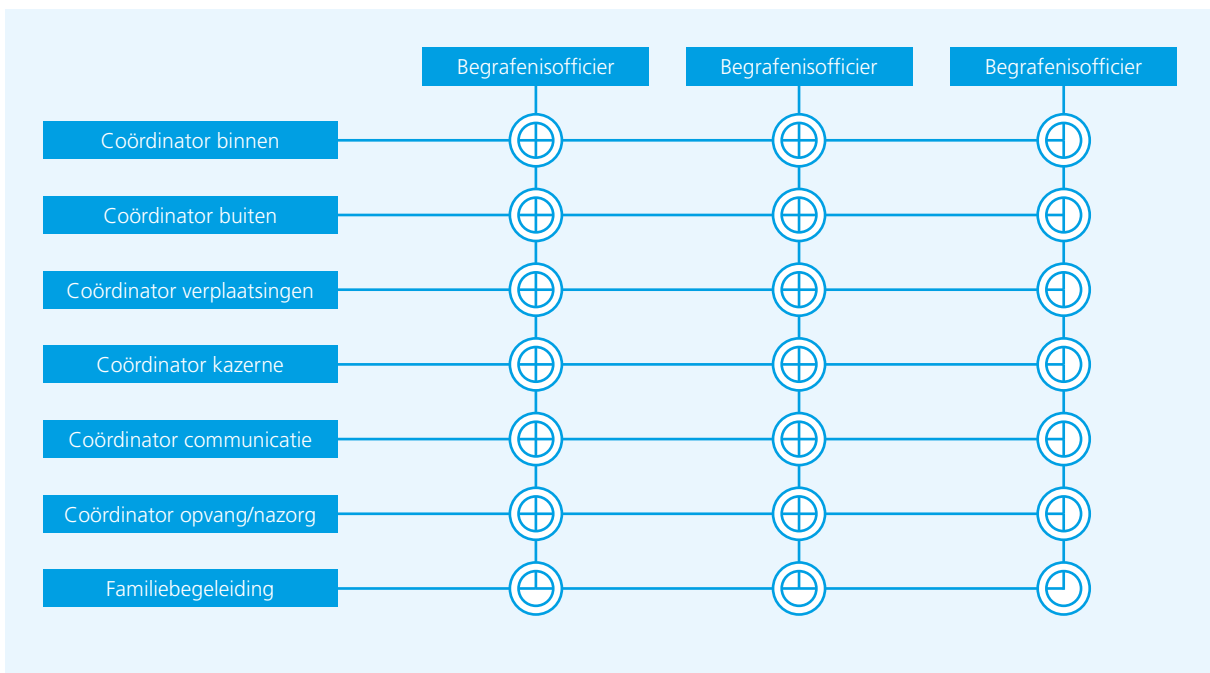 Begrafenisofficier Begrafenisofficier Begrafenisofficier
Coördinator binnen
Coördinator buiten
Coördinator verplaatsingen
Coördinator kazerne
Coördinator communicatie
Coördinator opvang/nazorg
Familiebegeleiding